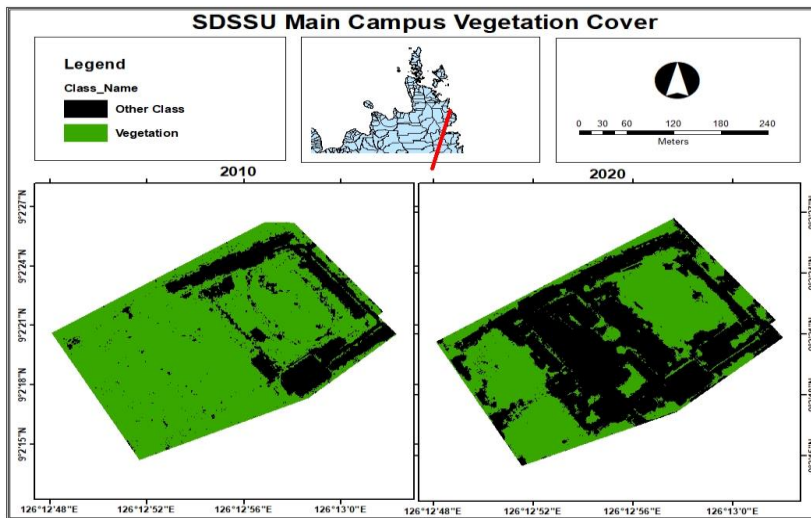 SDSSU Main Campus Vegetation Cover
Legend
Class_Name
Other Class
Vegetation
0 30 60 120 180 240
Meters
2010
2020
9°2'27"N
9°2'24"N
9°2'21"N
9°2'18"N
9°2'15"N
126°12'48"E 126°12'52"E 126°12'56"E 126°13'0"E
126°12'48"E 126°12'52"E 126°12'56"E 126°13'0"E